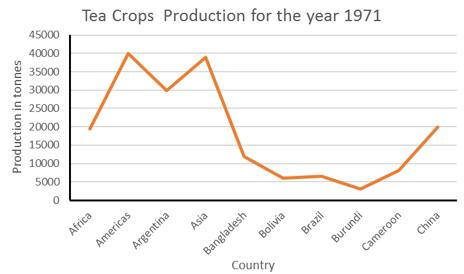 Tea Crops Production for the year 1971
45000
40000
35000
30000
25000
20000
15000
10000
5000
0
Production in tonnes
Africa
Americas
Argentina
Asia
Bangladesh
Bolivia
Brazil
Burundi
Cameroon
China
Country